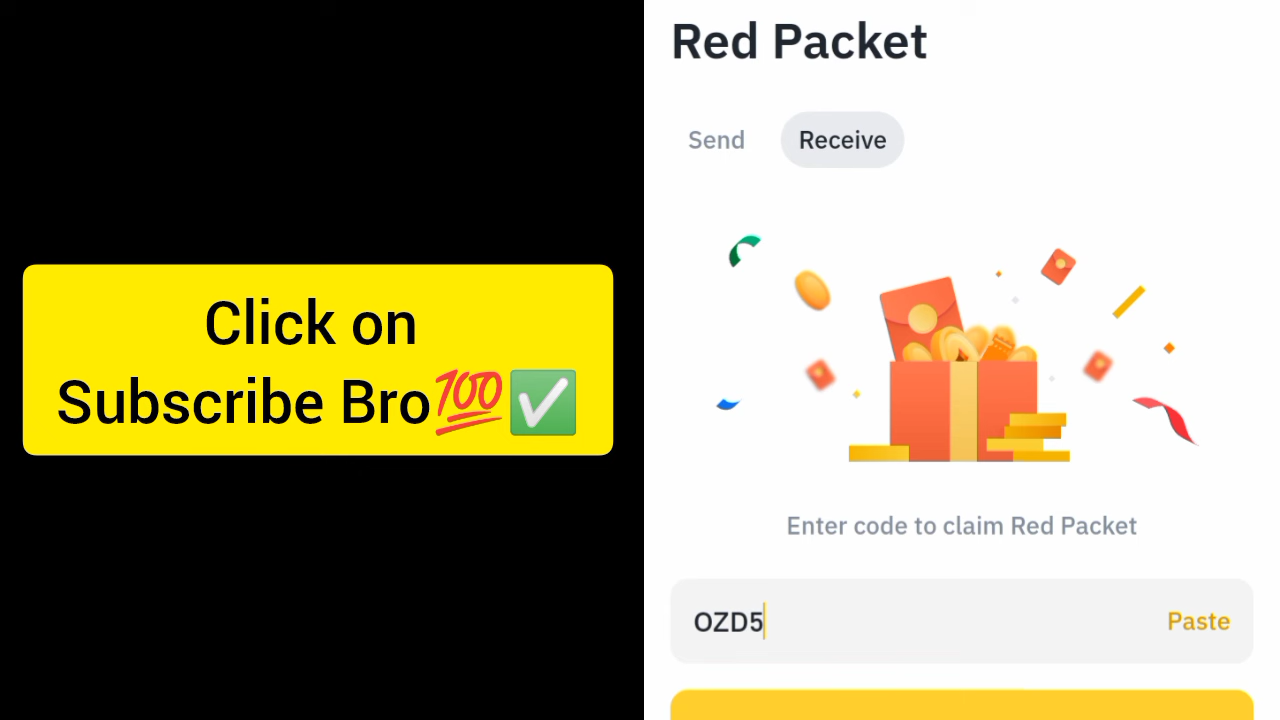 Click on
Subscribe Bro💯✅
Red Packet
Send
Receive
Enter code to claim Red Packet
OZD5
Paste